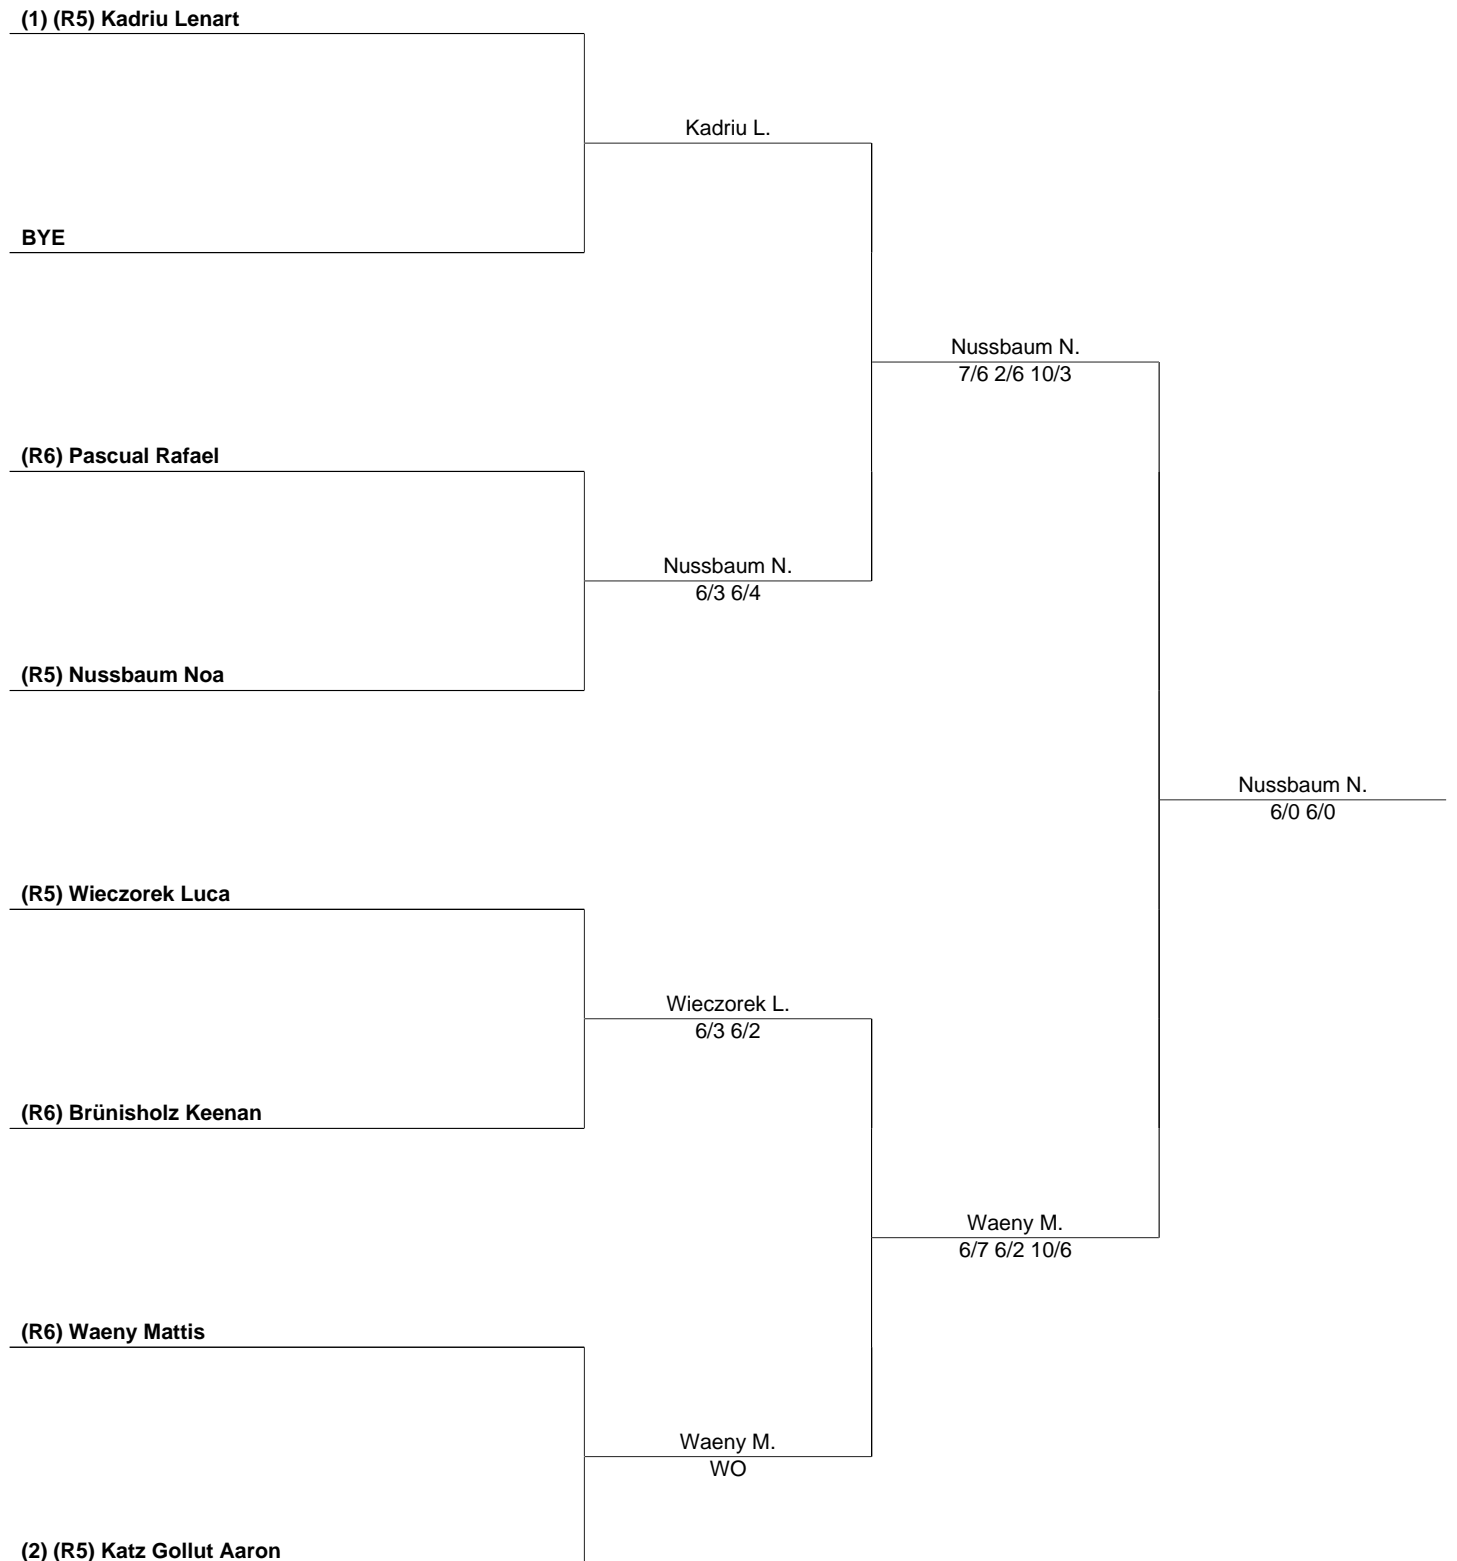 (1) (R5) Kadriu Lenart
Kadriu L.
BYE
Nussbaum N.
7/6 2/6 10/3
(R6) Pascual Rafael
Nussbaum N.
6/3 6/4
(R5) Nussbaum Noa
Nussbaum N.
6/0 6/0
(R5) Wieczorek Luca
Wieczorek L.
6/3 6/2
(R6) Brünisholz Keenan
Waeny M.
6/7 6/2 10/6
(R6) Waeny Mattis
Waeny M.
WO
(2) (R5) Katz Gollut Aaron